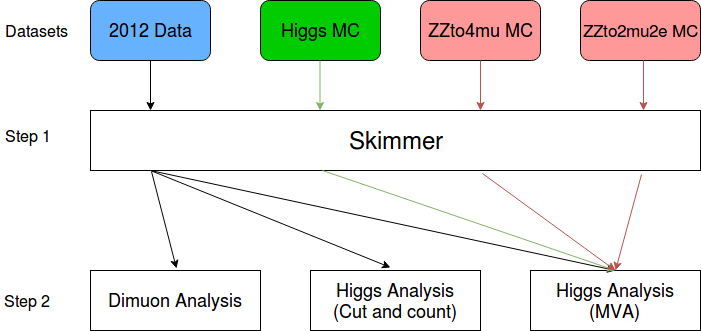 Datasets
2012 Data
Higgs MC
ZZto4mu MC
ZZto2mu2e MC
Step 1
Skimmer
Step 2
Dimuon Analysis
Higgs Analysis
(Cut and count)
Higgs Analysis
(MVA)